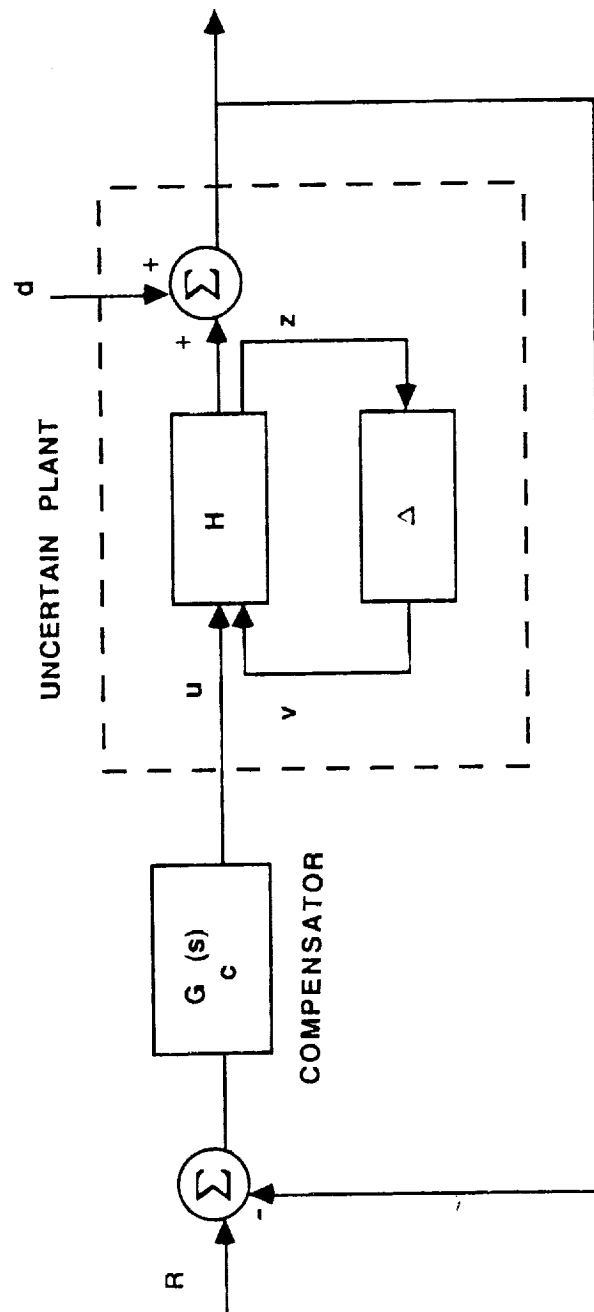 UNCERTAIN PLANT
d
+
Σ
+
H
z
Δ
u
v
G (s)
c
COMPENSATOR
Σ
-
R